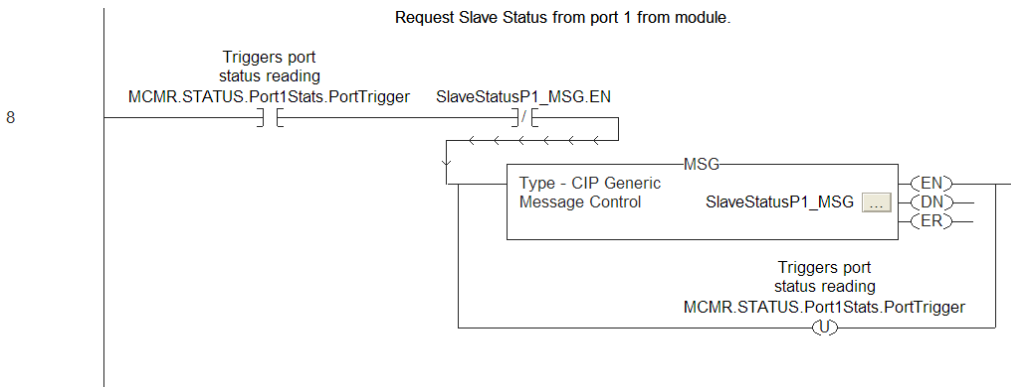 Request Slave Status from port 1 from module.
Triggers port
status reading
MCMR.STATUS.Port1Stats.PortTrigger
SlaveStatusP1_MSG.EN
/
8
MSG
Type - CIP Generic
Message Control
SlaveStatusP1_MSG
...
EN
DN
ER
Triggers port
status reading
MCMR.STATUS.Port1Stats.PortTrigger
U